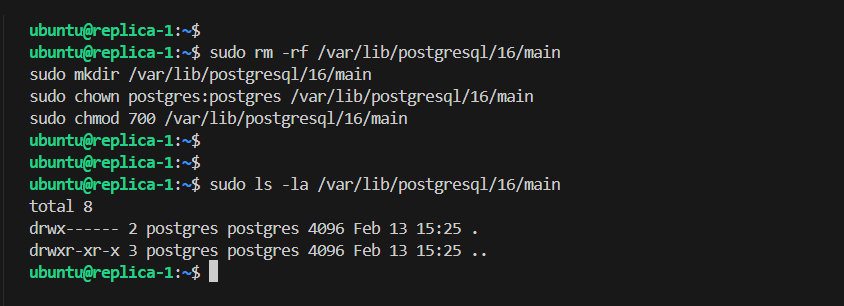 ubuntu@replica-1:~$
ubuntu@replica-1:~$ sudo rm -rf /var/lib/postgresql/16/main
sudo mkdir /var/lib/postgresql/16/main
sudo chown postgres:postgres /var/lib/postgresql/16/main
sudo chmod 700 /var/lib/postgresql/16/main
ubuntu@replica-1:~$
ubuntu@replica-1:~$
ubuntu@replica-1:~$ sudo ls -la /var/lib/postgresql/16/main
total 8
drwx------ 2 postgres postgres 4096 Feb 13 15:25 .
drwxr-xr-x 3 postgres postgres 4096 Feb 13 15:25 ..
ubuntu@replica-1:~$